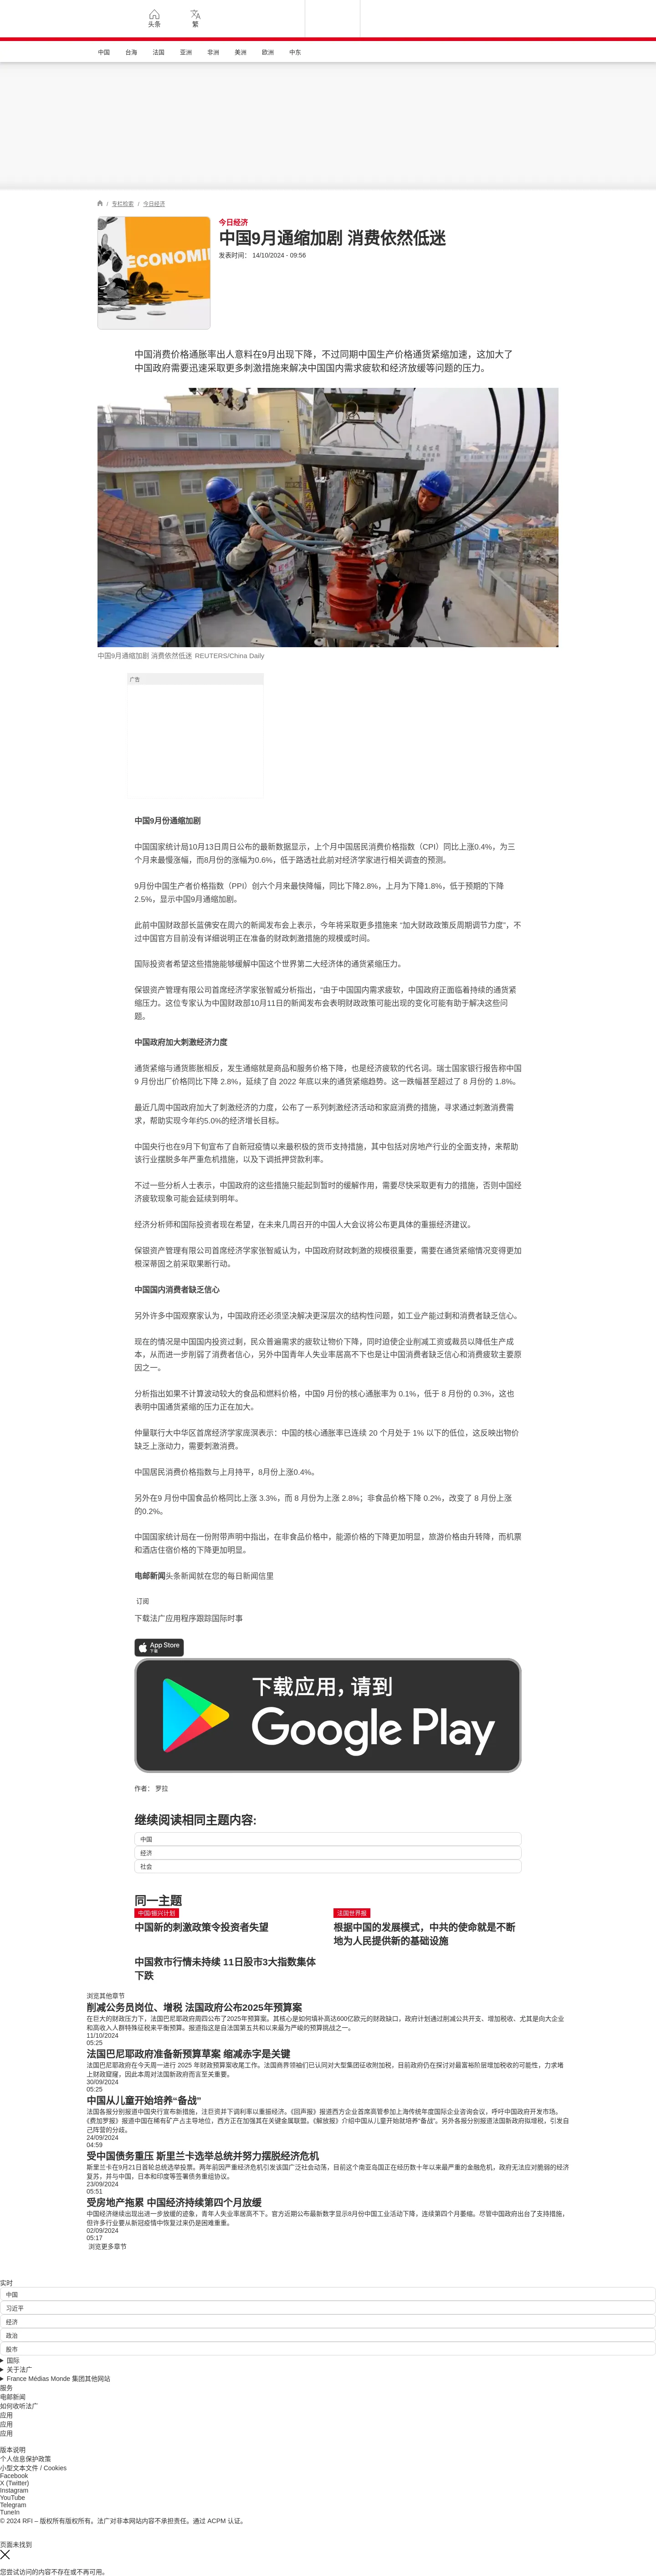 头条
繁
中国 台海 法国 亚洲 非洲 美洲 欧洲 中东
/ 专栏检索 / 今日经济
ECONOMIE
今日经济
中国9月通缩加剧 消费依然低迷
发表时间： 14/10/2024 - 09:56
中国消费价格通胀率出人意料在9月出现下降，不过同期中国生产价格通货紧缩加速，这加大了
中国政府需要迅速采取更多刺激措施来解决中国国内需求疲软和经济放缓等问题的压力。
中国9月通缩加剧 消费依然低迷 REUTERS/China Daily
广告
中国9月份通缩加剧
中国国家统计局10月13日周日公布的最新数据显示，上个月中国居民消费价格指数（CPI）同比上涨0.4%，为三
个月来最慢涨幅，而8月份的涨幅为0.6%，低于路透社此前对经济学家进行相关调查的预测。
9月份中国生产者价格指数（PPI）创六个月来最快降幅，同比下降2.8%，上月为下降1.8%，低于预期的下降
2.5%，显示中国9月通缩加剧。
此前中国财政部长蓝佛安在周六的新闻发布会上表示，今年将采取更多措施来 “加大财政政策反周期调节力度”，不
过中国官方目前没有详细说明正在准备的财政刺激措施的规模或时间。
国际投资者希望这些措施能够缓解中国这个世界第二大经济体的通货紧缩压力。
保银资产管理有限公司首席经济学家张智威分析指出，“由于中国国内需求疲软，中国政府正面临着持续的通货紧
缩压力。这位专家认为中国财政部10月11日的新闻发布会表明财政政策可能出现的变化可能有助于解决这些问
题。
中国政府加大刺激经济力度
通货紧缩与通货膨胀相反，发生通缩就是商品和服务价格下降，也是经济疲软的代名词。瑞士国家银行报告称中国
9 月份出厂价格同比下降 2.8%，延续了自 2022 年底以来的通货紧缩趋势。这一跌幅甚至超过了 8 月份的 1.8%。
最近几周中国政府加大了刺激经济的力度，公布了一系列刺激经济活动和家庭消费的措施，寻求通过刺激消费需
求，帮助实现今年约5.0%的经济增长目标。
中国央行也在9月下旬宣布了自新冠疫情以来最积极的货币支持措施，其中包括对房地产行业的全面支持，来帮助
该行业摆脱多年严重危机措施，以及下调抵押贷款利率。
不过一些分析人士表示，中国政府的这些措施只能起到暂时的缓解作用，需要尽快采取更有力的措施，否则中国经
济疲软现象可能会延续到明年。
经济分析师和国际投资者现在希望，在未来几周召开的中国人大会议将公布更具体的重振经济建议。
保银资产管理有限公司首席经济学家张智威认为，中国政府财政刺激的规模很重要，需要在通货紧缩情况变得更加
根深蒂固之前采取果断行动。
中国国内消费者缺乏信心
另外许多中国观察家认为，中国政府还必须坚决解决更深层次的结构性问题，如工业产能过剩和消费者缺乏信心。
现在的情况是中国国内投资过剩，民众普遍需求的疲软让物价下降，同时迫使企业削减工资或裁员以降低生产成
本，从而进一步削弱了消费者信心，另外中国青年人失业率居高不下也是让中国消费者缺乏信心和消费疲软主要原
因之一。
分析指出如果不计算波动较大的食品和燃料价格，中国9 月份的核心通胀率为 0.1%，低于 8 月份的 0.3%，这也
表明中国通货紧缩的压力正在加大。
仲量联行大中华区首席经济学家庞溟表示：中国的核心通胀率已连续 20 个月处于 1% 以下的低位，这反映出物价
缺乏上涨动力，需要刺激消费。
中国居民消费价格指数与上月持平，8月份上涨0.4%。
另外在9 月份中国食品价格同比上涨 3.3%，而 8 月份为上涨 2.8%；非食品价格下降 0.2%，改变了 8 月份上涨
的0.2%。
中国国家统计局在一份附带声明中指出，在非食品价格中，能源价格的下降更加明显，旅游价格由升转降，而机票
和酒店住宿价格的下降更加明显。
电邮新闻头条新闻就在您的每日新闻信里
订阅
下载法广应用程序跟踪国际时事
App Store
下载
下载应用，请到
Google Play
作者： 罗拉
继续阅读相同主题内容:
中国
经济
社会
同一主题
中国/振兴计划
中国新的刺激政策令投资者失望
法国世界报
根据中国的发展模式，中共的使命就是不断
地为人民提供新的基础设施
中国救市行情未持续 11日股市3大指数集体
下跌
浏览其他章节
削减公务员岗位、增税 法国政府公布2025年预算案
在巨大的财政压力下，法国巴尼耶政府周四公布了2025年预算案。其核心是如何填补高达600亿欧元的财政缺口，政府计划通过削减公共开支、增加税收、尤其是向大企业
和高收入人群特殊征税来平衡预算。报道指这是自法国第五共和以来最为严峻的预算挑战之一。
11/10/2024
05:25
法国巴尼耶政府准备新预算草案 缩减赤字是关键
法国巴尼耶政府在今天周一进行 2025 年财政预算案收尾工作。法国商界领袖们已认同对大型集团征收附加税，目前政府仍在探讨对最富裕阶层增加税收的可能性，力求堵
上财政窟窿，因此本周对法国新政府而言至关重要。
30/09/2024
05:25
中国从儿童开始培养“备战”
法国各报分别报道中国央行宣布新措施，注巨资并下调利率以重振经济。《回声报》报道西方企业首席高管参加上海传统年度国际企业咨询会议，呼吁中国政府开发市场。
《费加罗报》报道中国在稀有矿产占主导地位，西方正在加强其在关键金属联盟。《解放报》介绍中国从儿童开始就培养“备战”。另外各报分别报道法国新政府拟增税，引发自
己阵营的分歧。
24/09/2024
04:59
受中国债务重压 斯里兰卡选举总统并努力摆脱经济危机
斯里兰卡在9月21日首轮总统选举投票。两年前因严重经济危机引发该国广泛社会动荡，目前这个南亚岛国正在经历数十年以来最严重的金融危机，政府无法应对脆弱的经济
复苏，并与中国，日本和印度等签署债务重组协议。
23/09/2024
05:51
受房地产拖累 中国经济持续第四个月放缓
中国经济继续出现出进一步放缓的迹象，青年人失业率居高不下。官方近期公布最新数字显示8月份中国工业活动下降，连续第四个月萎缩。尽管中国政府出台了支持措施，
但许多行业要从新冠疫情中恢复过来仍是困难重重。
02/09/2024
05:17
浏览更多章节
实时
中国
习近平
经济
政治
股市
国际
关于法广
France Médias Monde 集团其他网站
服务
电邮新闻
如何收听法广
应用
应用
应用
版本说明
个人信息保护政策
小型文本文件 / Cookies
Facebook
X (Twitter)
Instagram
YouTube
Telegram
TuneIn
© 2024 RFI – 版权所有版权所有。法广对非本网站内容不承担责任。通过 ACPM 认证。
页面未找到
您尝试访问的内容不存在或不再可用。